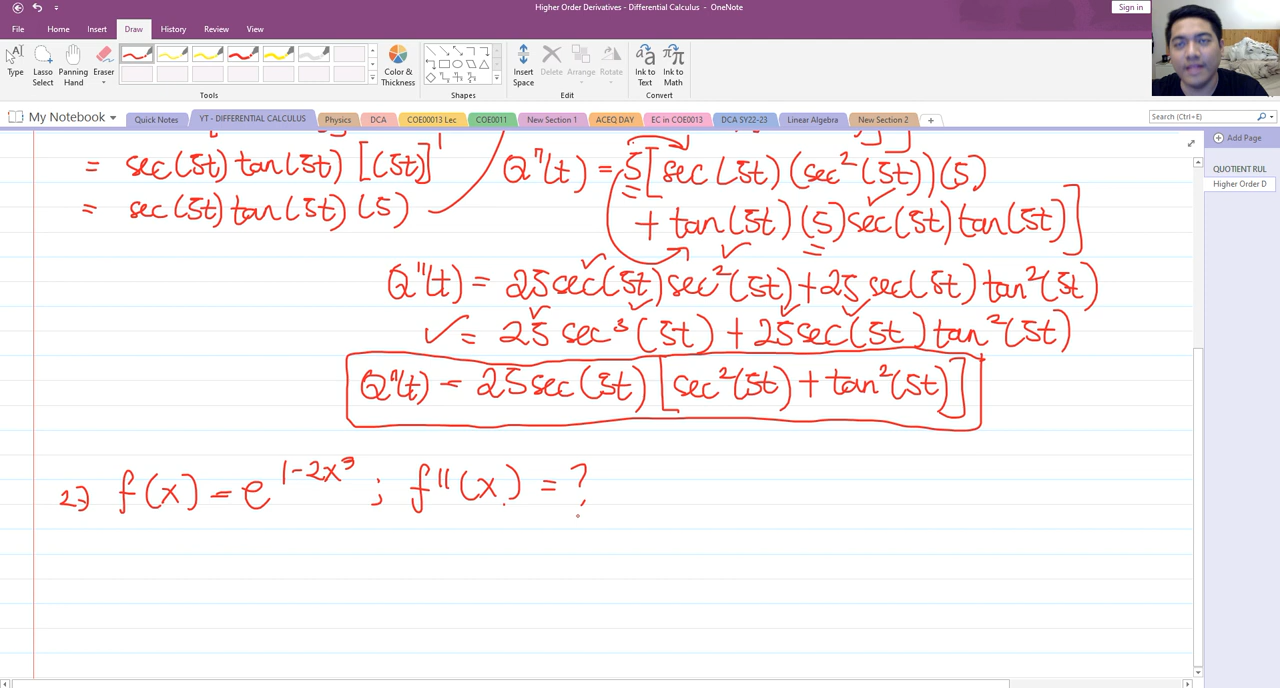 Higher Order Derivatives - Differential Calculus - OneNote
Sign in
File Home Insert Draw History Review View
Type Lasso Select Panning Hand Eraser
Color & Thickness
Insert Space Delete Arrange Rotate
Ink to Text Ink to Math
Tools Shapes Edit Convert
My Notebook Quick Notes YT - DIFFERENTIAL CALCULUS Physics DCA COE00013 Lec COE0011 New Section 1 ACEQ DAY EC in COE0013 DCA SY22-23 Linear Algebra New Section 2 +
Search (Ctrl+E)
Add Page
QUOTIENT RUL
Higher Order D
= sec(5t) tan(5t) [(5t)]'
= sec(5t) tan(5t) (5)
Q''(t) = 5[sec(5t) (sec²(5t)) (5)
+ tan(5t) (5) sec(5t) tan(5t)]
Q''(t) = 25 sec(5t) sec²(5t) + 25 sec(5t) tan²(5t)
= 25 sec³(5t) + 25 sec(5t) tan²(5t)
Q''(t) = 25 sec(5t) [sec²(5t) + tan²(5t)]
2.) f(x) = e^(1-2x³) ; f''(x) = ?